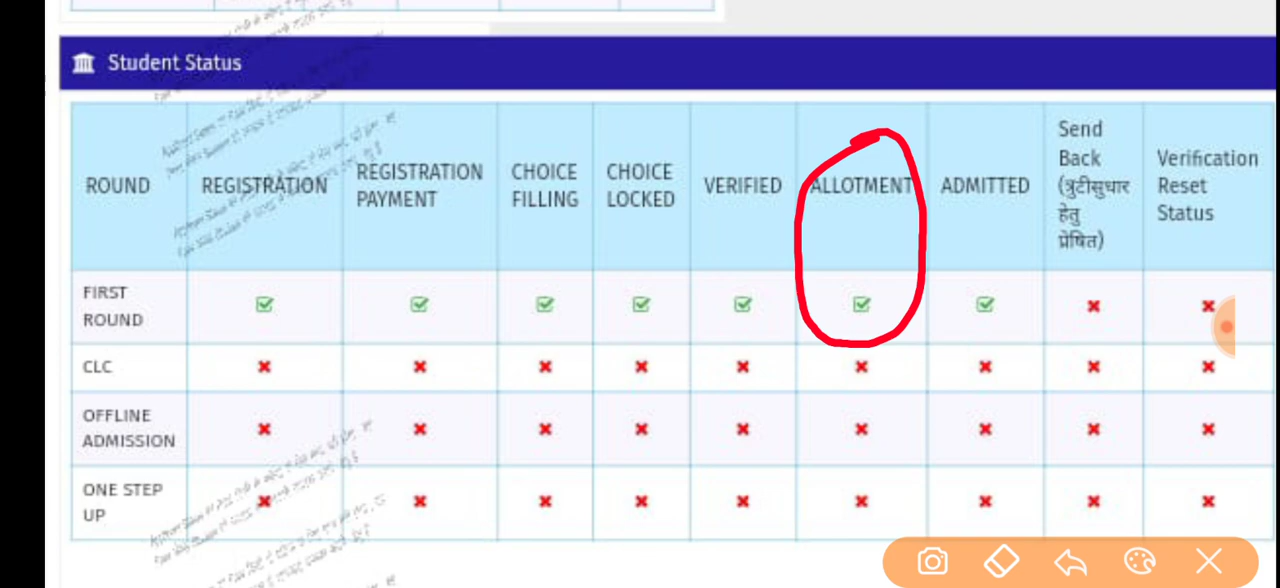 Student Status
ROUND
REGISTRATION
REGISTRATION
PAYMENT
CHOICE
FILLING
CHOICE
LOCKED
VERIFIED
ALLOTMENT
ADMITTED
Send
Back
(त्रुटीसुधार
हेतु
प्रेषित)
Verification
Reset
Status
FIRST
ROUND
CLC
OFFLINE
ADMISSION
ONE STEP
UP